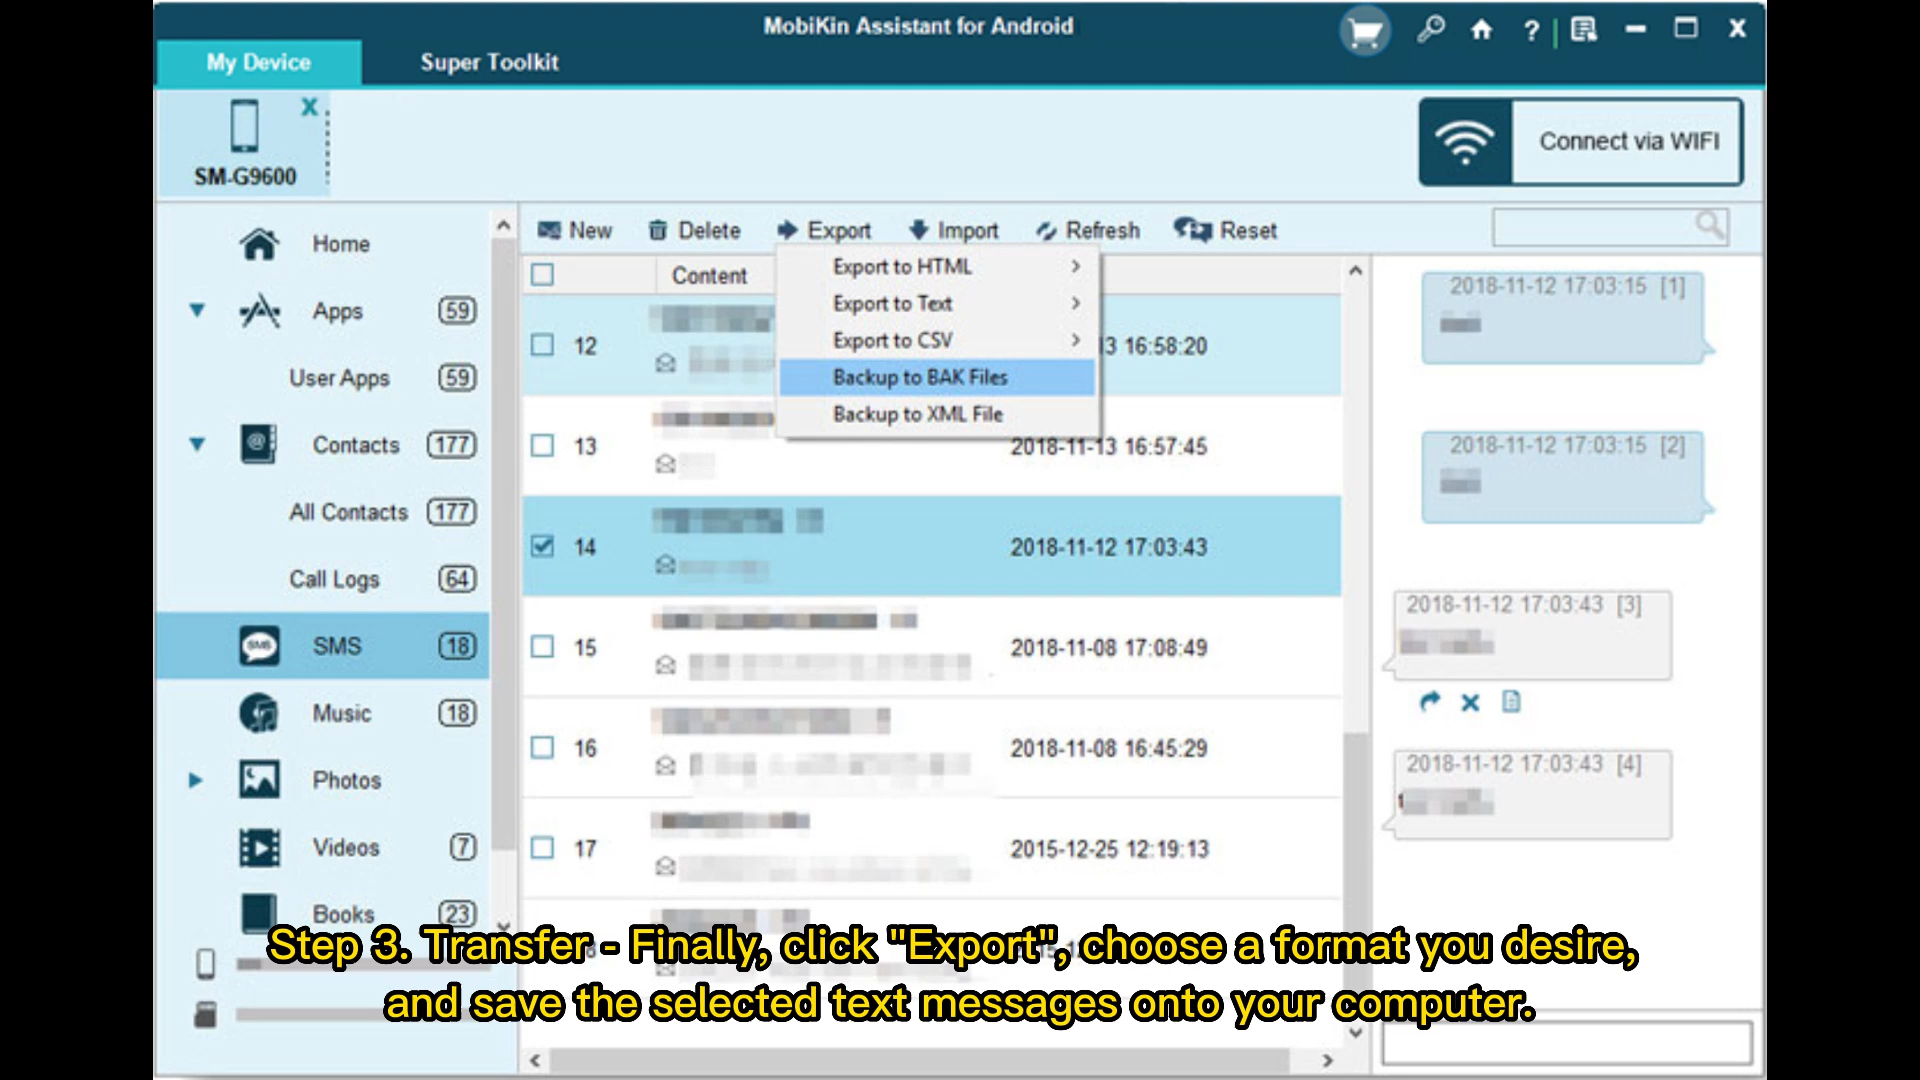 MobiKin Assistant for Android
My Device
Super Toolkit
SM-G9600
Connect via WIFI
New Delete Export Import Refresh Reset
Home
Apps 59
User Apps 59
Contacts 177
All Contacts 177
Call Logs 64
SMS 18
Music 18
Photos
Videos 7
Books 23
Content
Export to HTML
Export to Text
Export to CSV
Backup to BAK Files
Backup to XML File
12 3 16:58:20
13 2018-11-13 16:57:45
14 2018-11-12 17:03:43
15 2018-11-08 17:08:49
16 2018-11-08 16:45:29
17 2015-12-25 12:19:13
2018-11-12 17:03:15 [1]
2018-11-12 17:03:15 [2]
2018-11-12 17:03:43 [3]
2018-11-12 17:03:43 [4]
Step 3. Transfer - Finally, click "Export", choose a format you desire,
and save the selected text messages onto your computer.